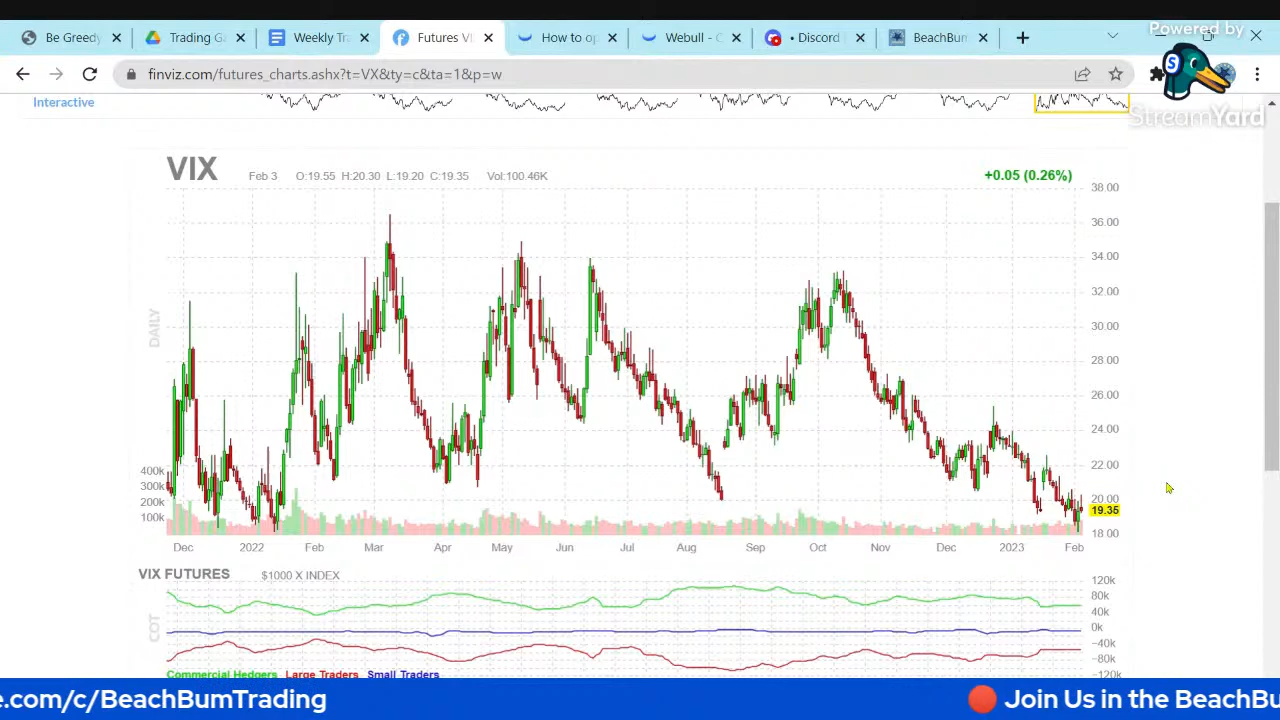 Powered by
Be Greedy
Trading G
Weekly Tr
Futures VI
How to op
Webull - C
• Discord
BeachBum
finviz.com/futures_charts.ashx?t=VX&ty=c&ta=1&p=w
S
StreamYard
Interactive
VIX
Feb 3 O:19.55 H:20.30 L:19.20 C:19.35 Vol:100.46K
+0.05 (0.26%)
38.00
36.00
34.00
32.00
30.00
28.00
26.00
24.00
22.00
20.00
19.35
18.00
DAILY
400k
300k
200k
100k
Dec 2022 Feb Mar Apr May Jun Jul Aug Sep Oct Nov Dec 2023 Feb
VIX FUTURES $1000 X INDEX
120k
80k
40k
0k
−40k
−80k
−120k
COT
Commercial Hedgers Large Traders Small Traders
e.com/c/BeachBumTrading
Join Us in the BeachBu